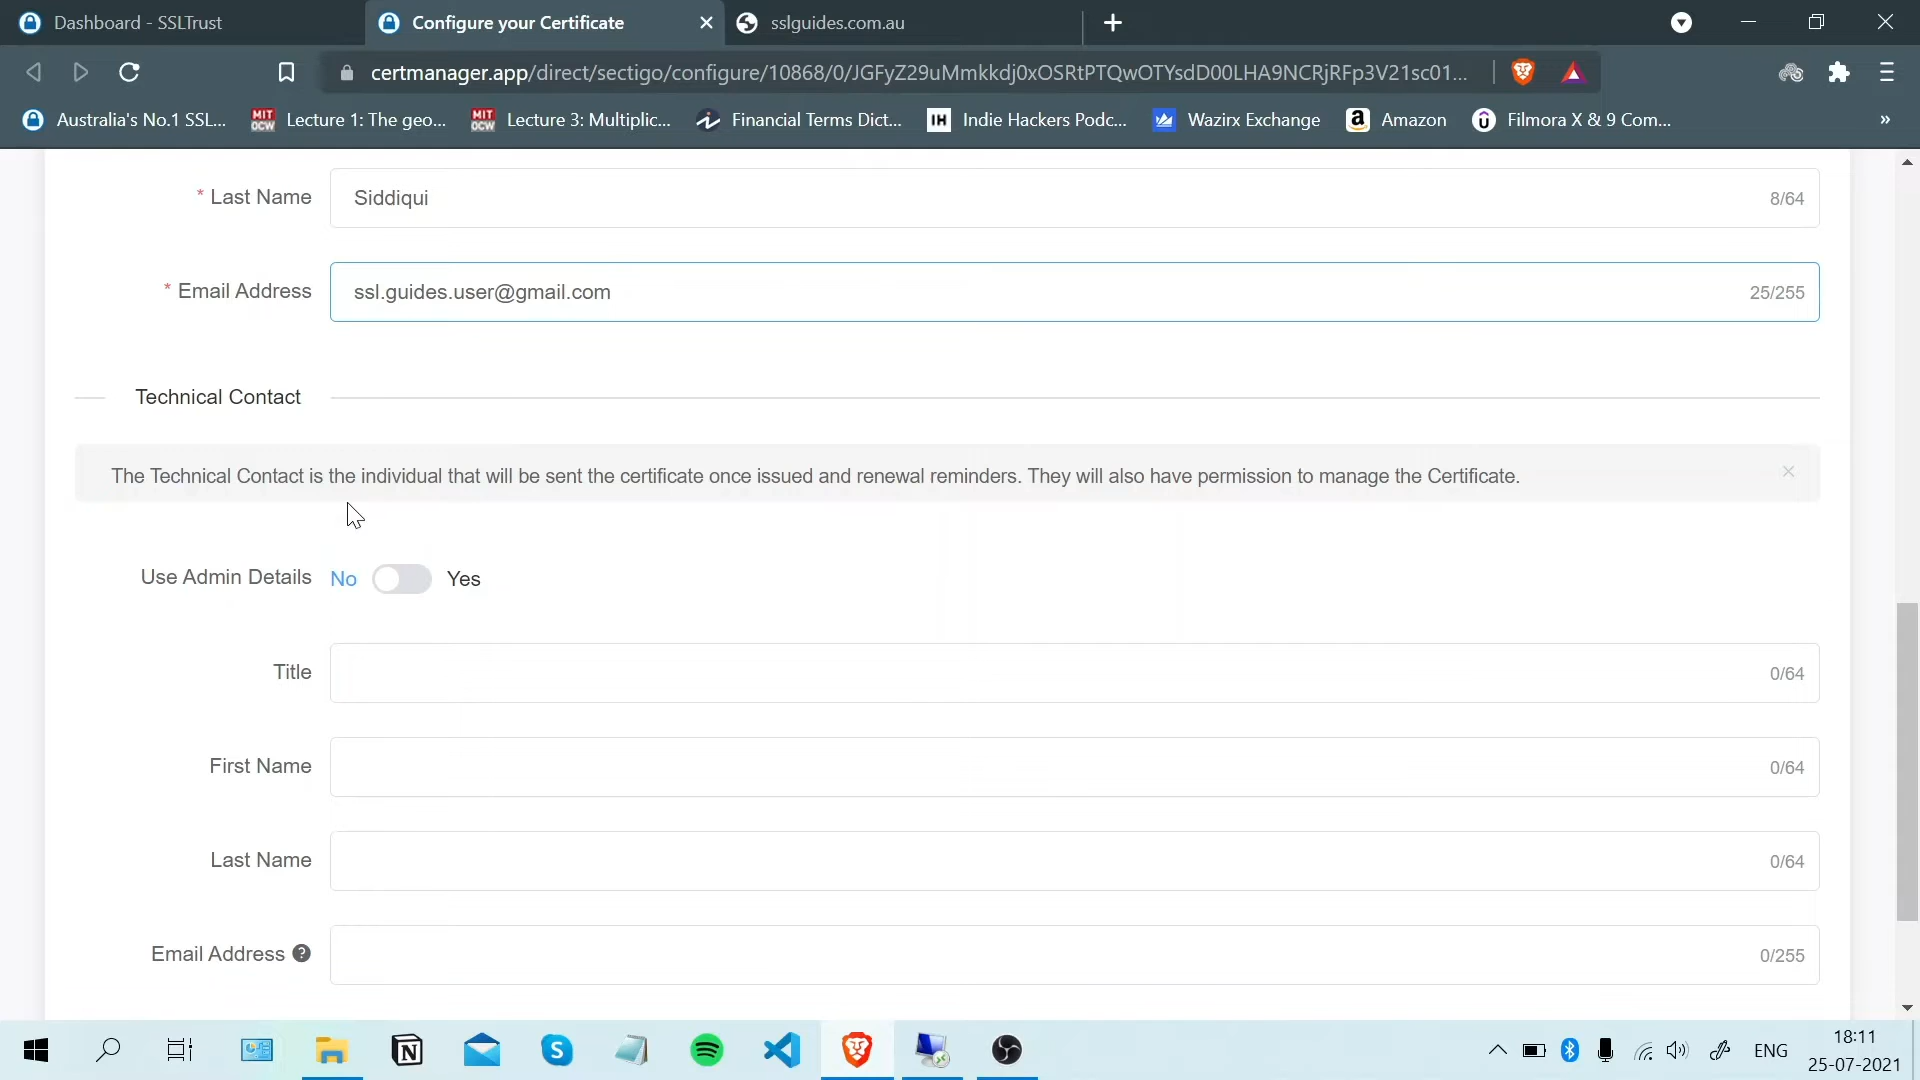 Dashboard - SSLTrust
Configure your Certificate
sslguides.com.au
certmanager.app/direct/sectigo/configure/10868/0/JGFyZ29uMmkkdj0xOSRtPTQwOTYsdD00LHA9NCRjRFp3V21sc01...
Australia's No.1 SSL...
MIT OCW Lecture 1: The geo...
MIT OCW Lecture 3: Multiplic...
Financial Terms Dict...
IH Indie Hackers Podc...
Wazirx Exchange
a Amazon
Filmora X & 9 Com...
»
* Last Name Siddiqui 8/64
* Email Address ssl.guides.user@gmail.com 25/255
Technical Contact
The Technical Contact is the individual that will be sent the certificate once issued and renewal reminders. They will also have permission to manage the Certificate.
Use Admin Details No Yes
Title 0/64
First Name 0/64
Last Name 0/64
Email Address ? 0/255
ENG
18:11
25-07-2021